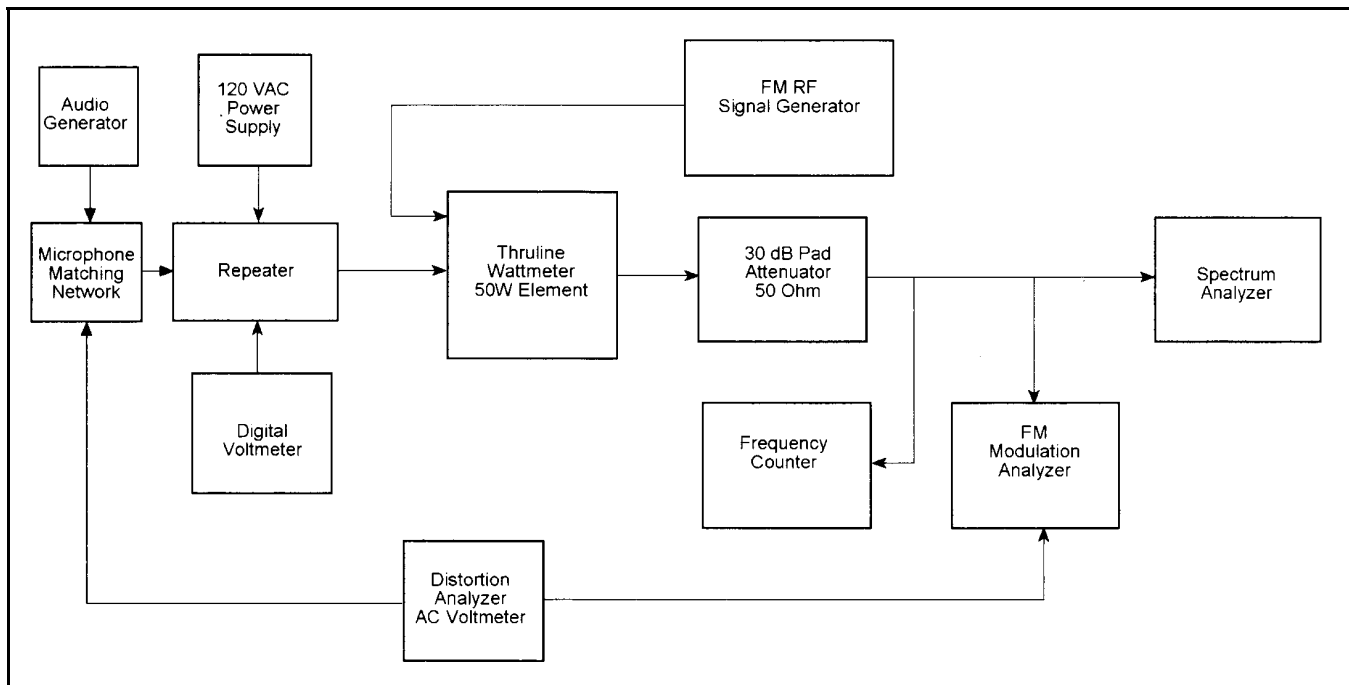 Audio
Generator
120 VAC
Power
Supply
FM RF
Signal Generator
Microphone
Matching
Network
Repeater
Thruline
Wattmeter
50W Element
30 dB Pad
Attenuator
50 Ohm
Spectrum
Analyzer
Digital
Voltmeter
Frequency
Counter
FM
Modulation
Analyzer
Distortion
Analyzer
AC Voltmeter